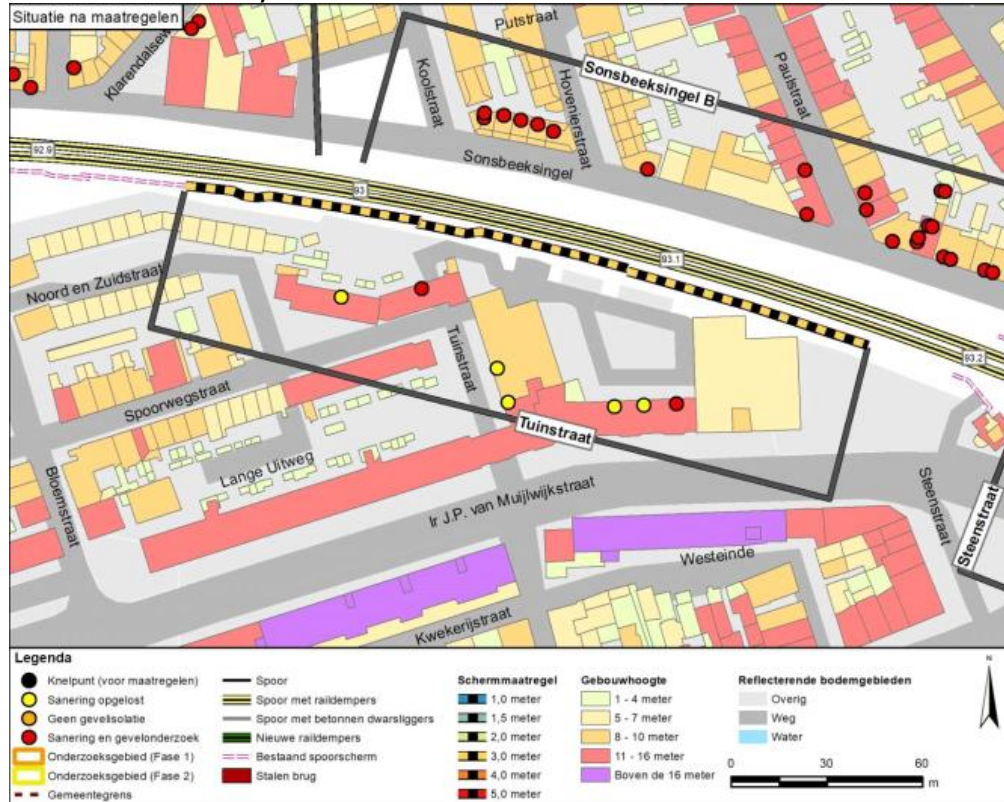 Situatie na maatregelen
Klarendalsew
Putstraat
Koolstraat
Hovenierstraat
Sonsbeeksingel B
Paulstraat
Sonsbeeksingel
92.9
93
93.1
93.2
Noord en Zuidstraat
Tuinstraat
Spoorwegstraat
Tuinstraat
Lange Uitweg
Bloemstraat
Ir J.P. van Muijlwijkstraat
Steenstraat
Steenstraat
Westeinde
Kwekerijstraat
Legenda
Knelpunt (voor maatregelen)
Sanering opgelost
Geen gevelisolatie
Sanering en gevelonderzoek
Onderzoeksgebied (Fase 1)
Onderzoeksgebied (Fase 2)
Gemeentegrens
Spoor
Spoor met raildempers
Spoor met betonnen dwarsliggers
Nieuwe raildempers
Bestaand spoorscherm
Stalen brug
Schermmaatregel
1,0 meter
1,5 meter
2,0 meter
3,0 meter
4,0 meter
5,0 meter
Gebouwhoogte
1 - 4 meter
5 - 7 meter
8 - 10 meter
11 - 16 meter
Boven de 16 meter
Reflecterende bodemgebieden
Overig
Weg
Water
N
0 30 60
m